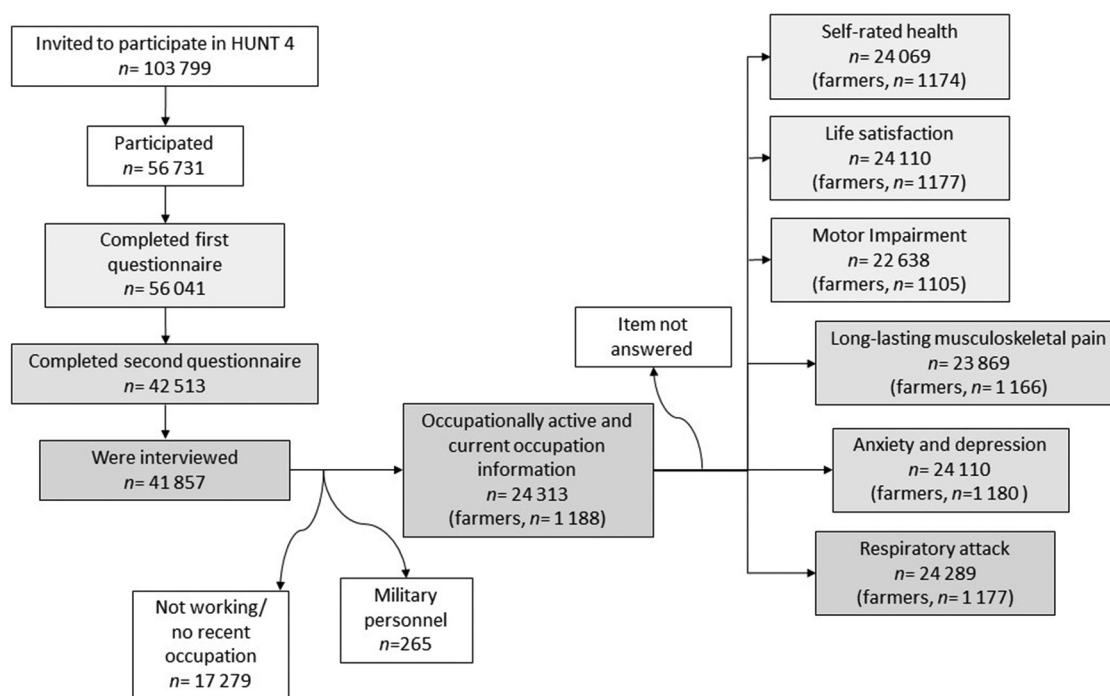 Invited to participate in HUNT 4
n= 103 799
Participated
n= 56 731
Completed first
questionnaire
n= 56 041
Completed second questionnaire
n= 42 513
Were interviewed
n= 41 857
Not working/
no recent
occupation
n= 17 279
Military
personnel
n=265
Occupationally active and
current occupation
information
n= 24 313
(farmers, n= 1 188)
Item not
answered
Self-rated health
n= 24 069
(farmers, n= 1174)
Life satisfaction
n= 24 110
(farmers, n= 1177)
Motor Impairment
n= 22 638
(farmers, n= 1105)
Long-lasting musculoskeletal pain
n= 23 869
(farmers, n= 1 166)
Anxiety and depression
n= 24 110
(farmers, n=1 180 )
Respiratory attack
n= 24 289
(farmers, n= 1 177)